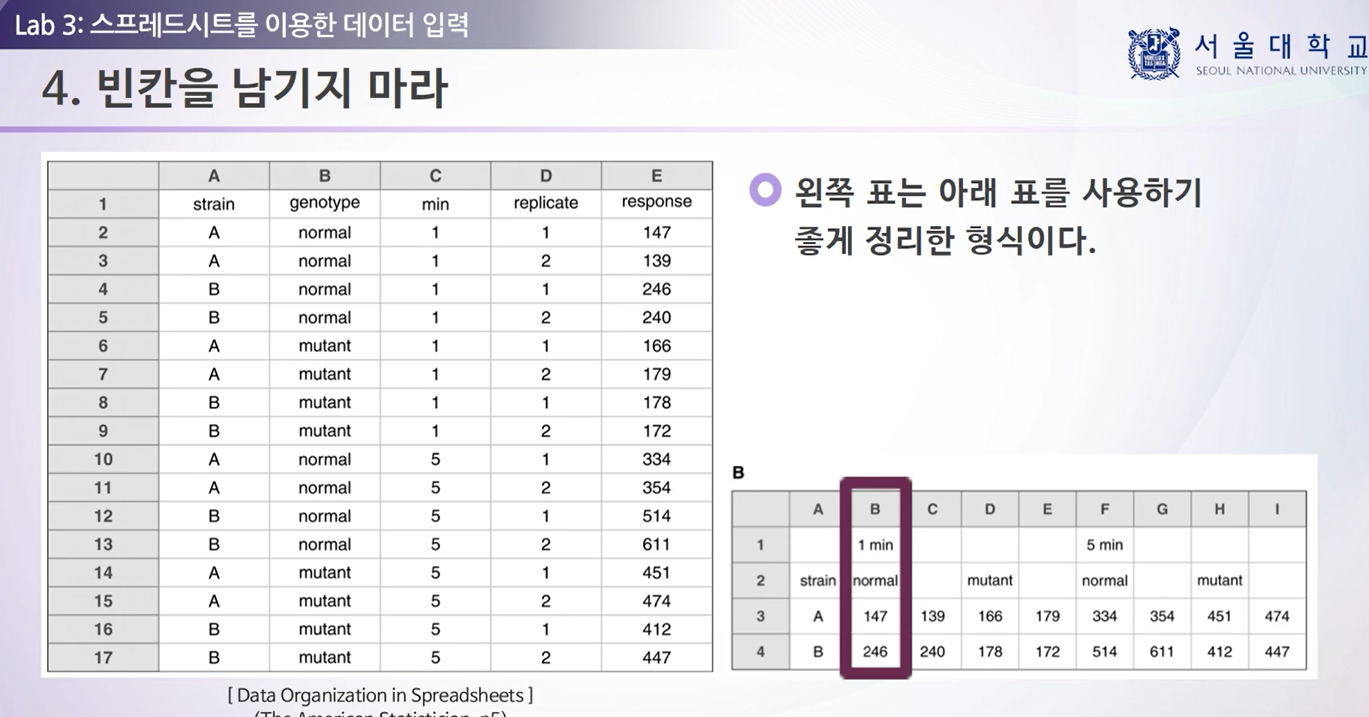 Lab 3: 스프레드시트를 이용한 데이터 입력
서울대학교
SEOUL NATIONAL UNIVERSITY
4. 빈칸을 남기지 마라
A B C D E
1 strain genotype min replicate response
2 A normal 1 1 147
3 A normal 1 2 139
4 B normal 1 1 246
5 B normal 1 2 240
6 A mutant 1 1 166
7 A mutant 1 2 179
8 B mutant 1 1 178
9 B mutant 1 2 172
10 A normal 5 1 334
11 A normal 5 2 354
12 B normal 5 1 514
13 B normal 5 2 611
14 A mutant 5 1 451
15 A mutant 5 2 474
16 B mutant 5 1 412
17 B mutant 5 2 447
[ Data Organization in Spreadsheets ]
(The American Statistician, p5)
왼쪽 표는 아래 표를 사용하기
좋게 정리한 형식이다.
B
A B C D E F G H I
1 1 min 5 min
2 strain normal mutant normal mutant
3 A 147 139 166 179 334 354 451 474
4 B 246 240 178 172 514 611 412 447